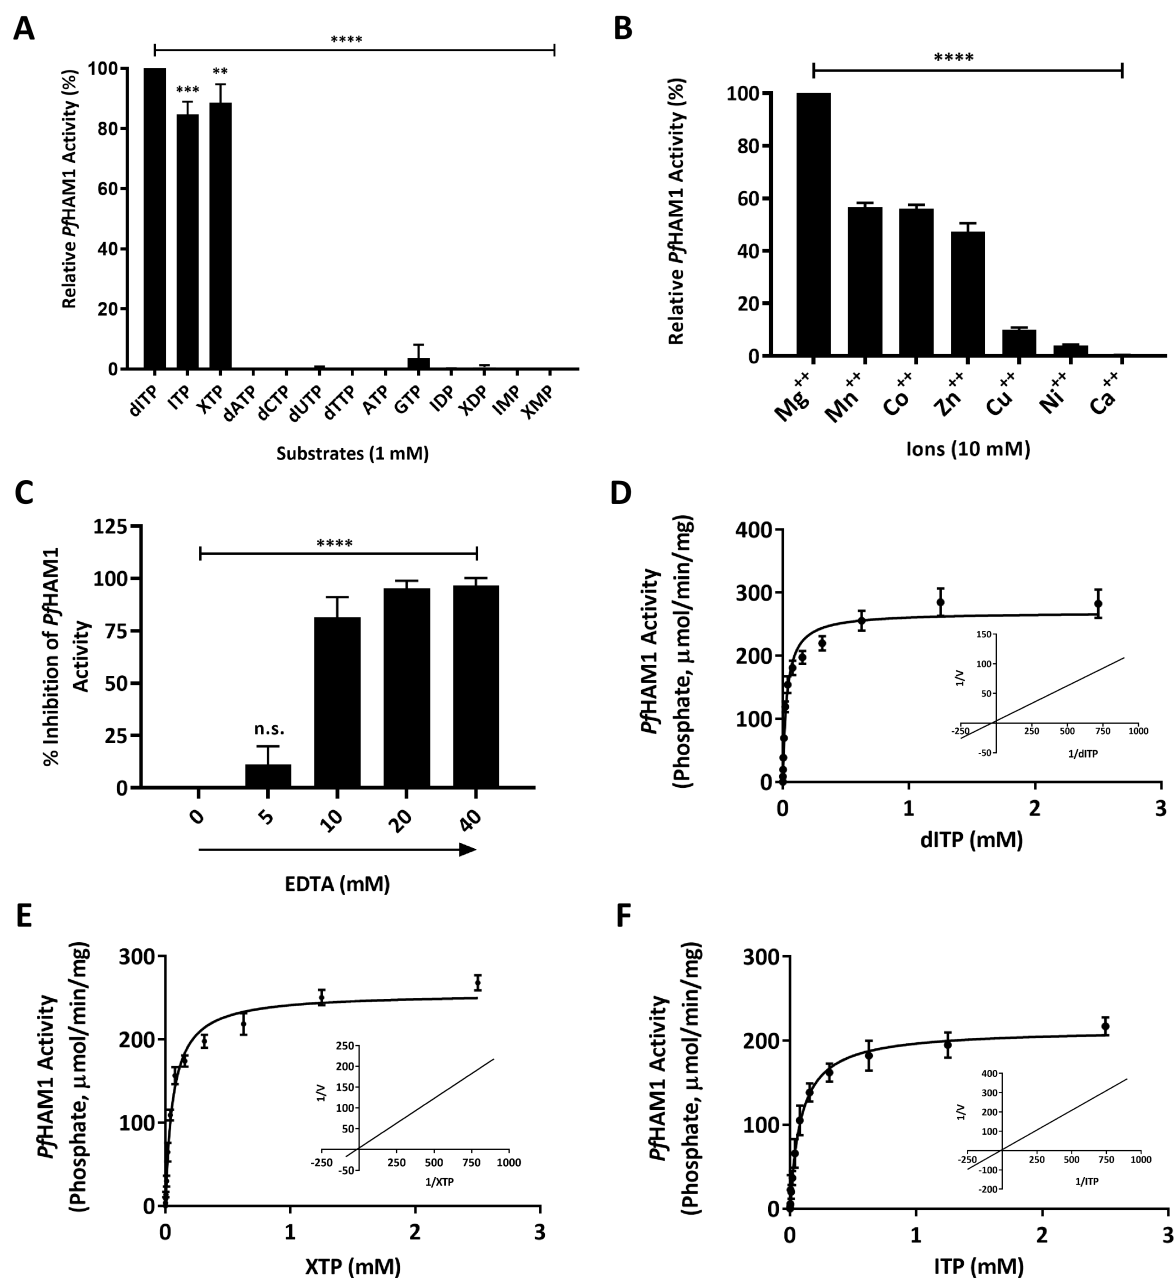 A
****
Relative PfHAM1 Activity (%)
100
80
60
40
20
0
***
**
dITP
ITP
XTP
dATP
dCTP
dUTP
dTTP
ATP
GTP
IDP
XDP
IMP
XMP
Substrates (1 mM)
B
****
Relative PfHAM1 Activity (%)
100
80
60
40
20
0
Mg++
Mn++
Co++
Zn++
Cu++
Ni++
Ca++
Ions (10 mM)
C
% Inhibition of PfHAM1
Activity
125
100
75
50
25
0
****
n.s.
0
5
10
20
40
EDTA (mM)
D
PfHAM1 Activity
(Phosphate, μmol/min/mg)
400
300
200
100
0
0
1
2
3
dITP (mM)
1/V
150
100
50
-50
-250
250
500
750
1000
1/dITP
E
PfHAM1 Activity
(Phosphate, μmol/min/mg)
300
200
100
0
0
1
2
3
XTP (mM)
1/V
250
200
150
100
50
-50
-250
250
500
750
1000
1/XTP
F
PfHAM1 Activity
(Phosphate, μmol/min/mg)
300
200
100
0
0
1
2
3
ITP (mM)
1/V
400
300
200
100
-100
-200
-250
250
500
750
1000
1/ITP